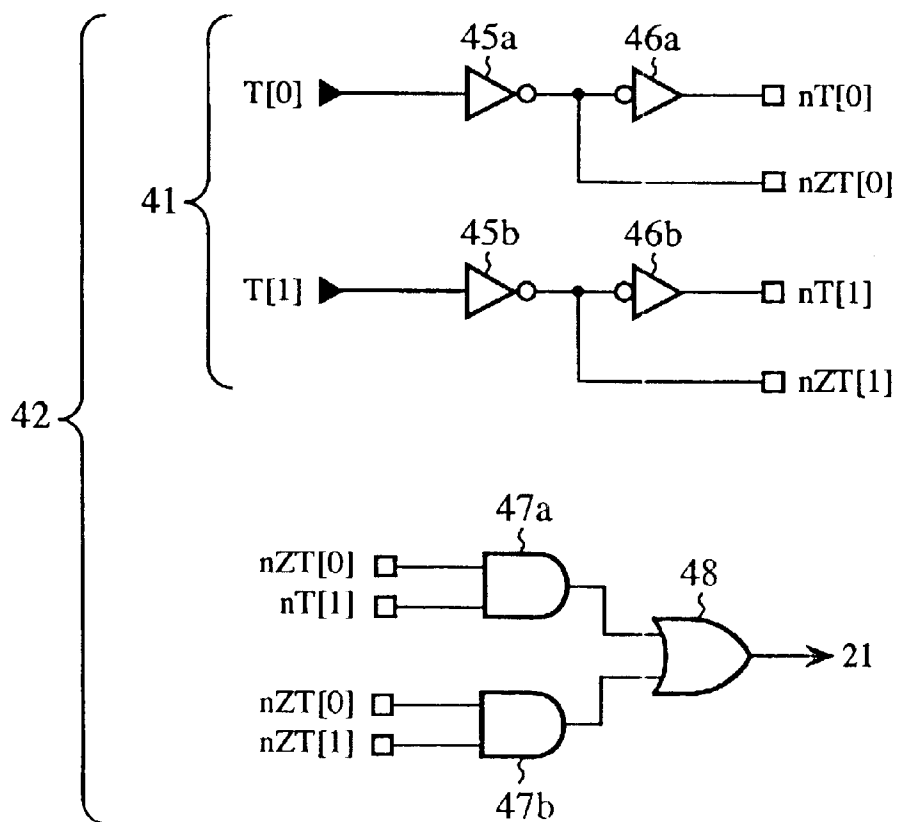 45a
46a
T[0]
nT[0]
nZT[0]
41
45b
46b
T[1]
nT[1]
nZT[1]
42
47a
nZT[0]
nT[1]
48
21
nZT[0]
nZT[1]
47b